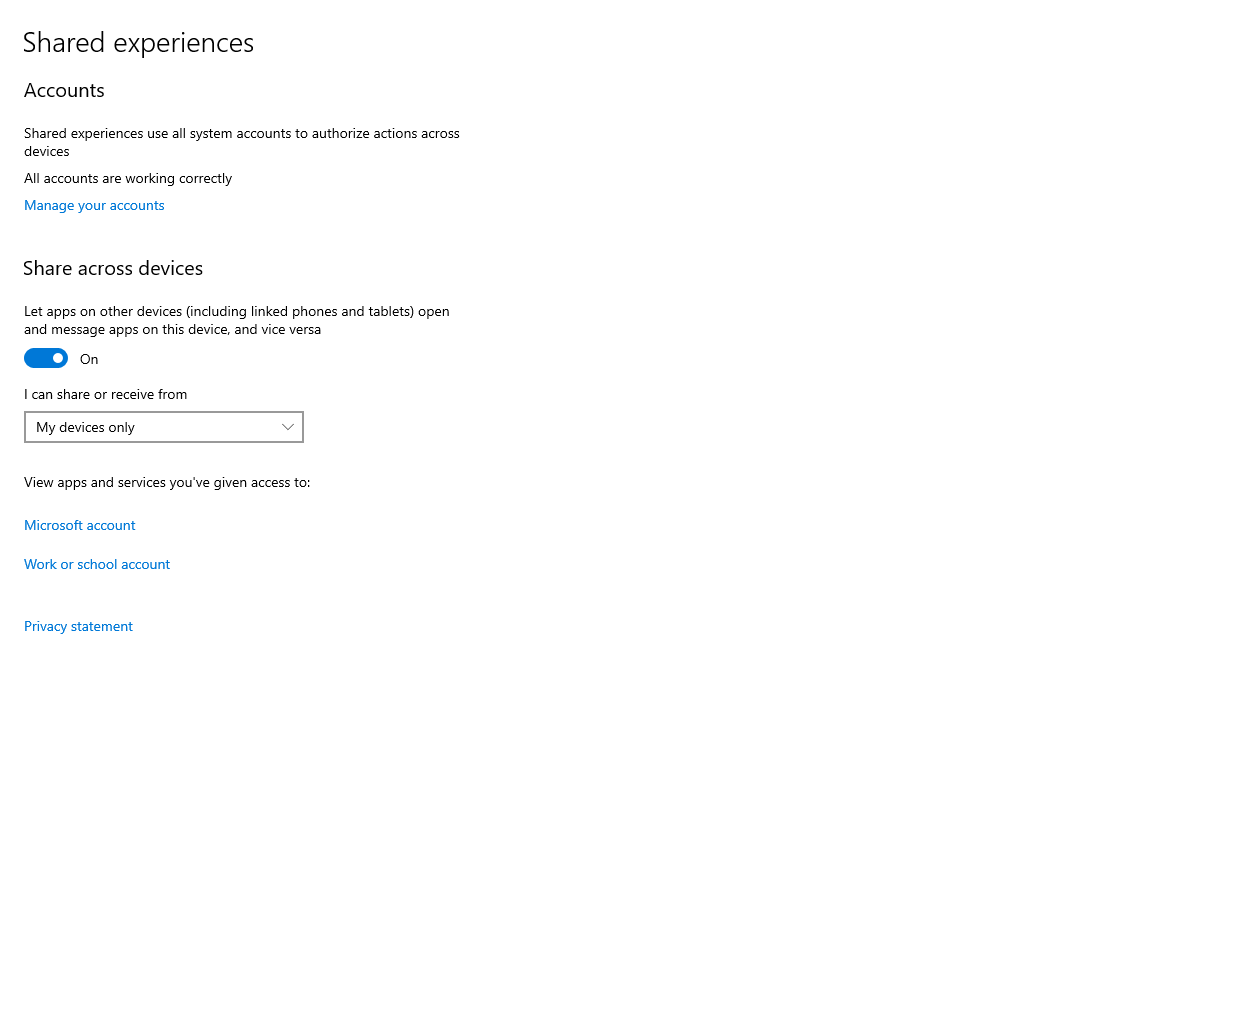 Shared experiences
Accounts
Shared experiences use all system accounts to authorize actions across
devices
All accounts are working correctly
Manage your accounts
Share across devices
Let apps on other devices (including linked phones and tablets) open
and message apps on this device, and vice versa
On
I can share or receive from
My devices only
View apps and services you've given access to:
Microsoft account
Work or school account
Privacy statement